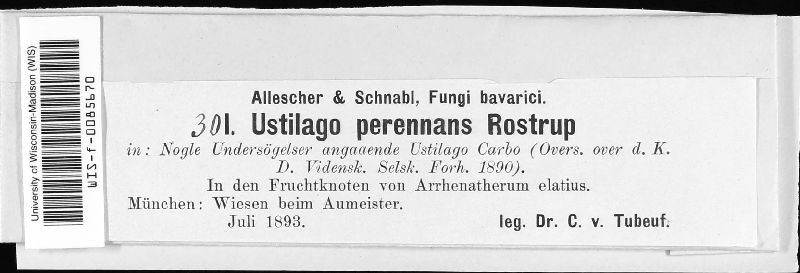 University of Wisconsin-Madison (WIS)
WIS-f-0085670
Allescher & Schnabl, Fungi bavarici.
301. Ustilago perennans Rostrup
in: Nogle Undersögelser angaaende Ustilago Carbo (Overs. over d. K.
D. Vidensk. Selsk. Forh. 1890).
In den Fruchtknoten von Arrhenatherum elatius.
München: Wiesen beim Aumeister.
Juli 1893.
leg. Dr. C. v. Tubeuf.